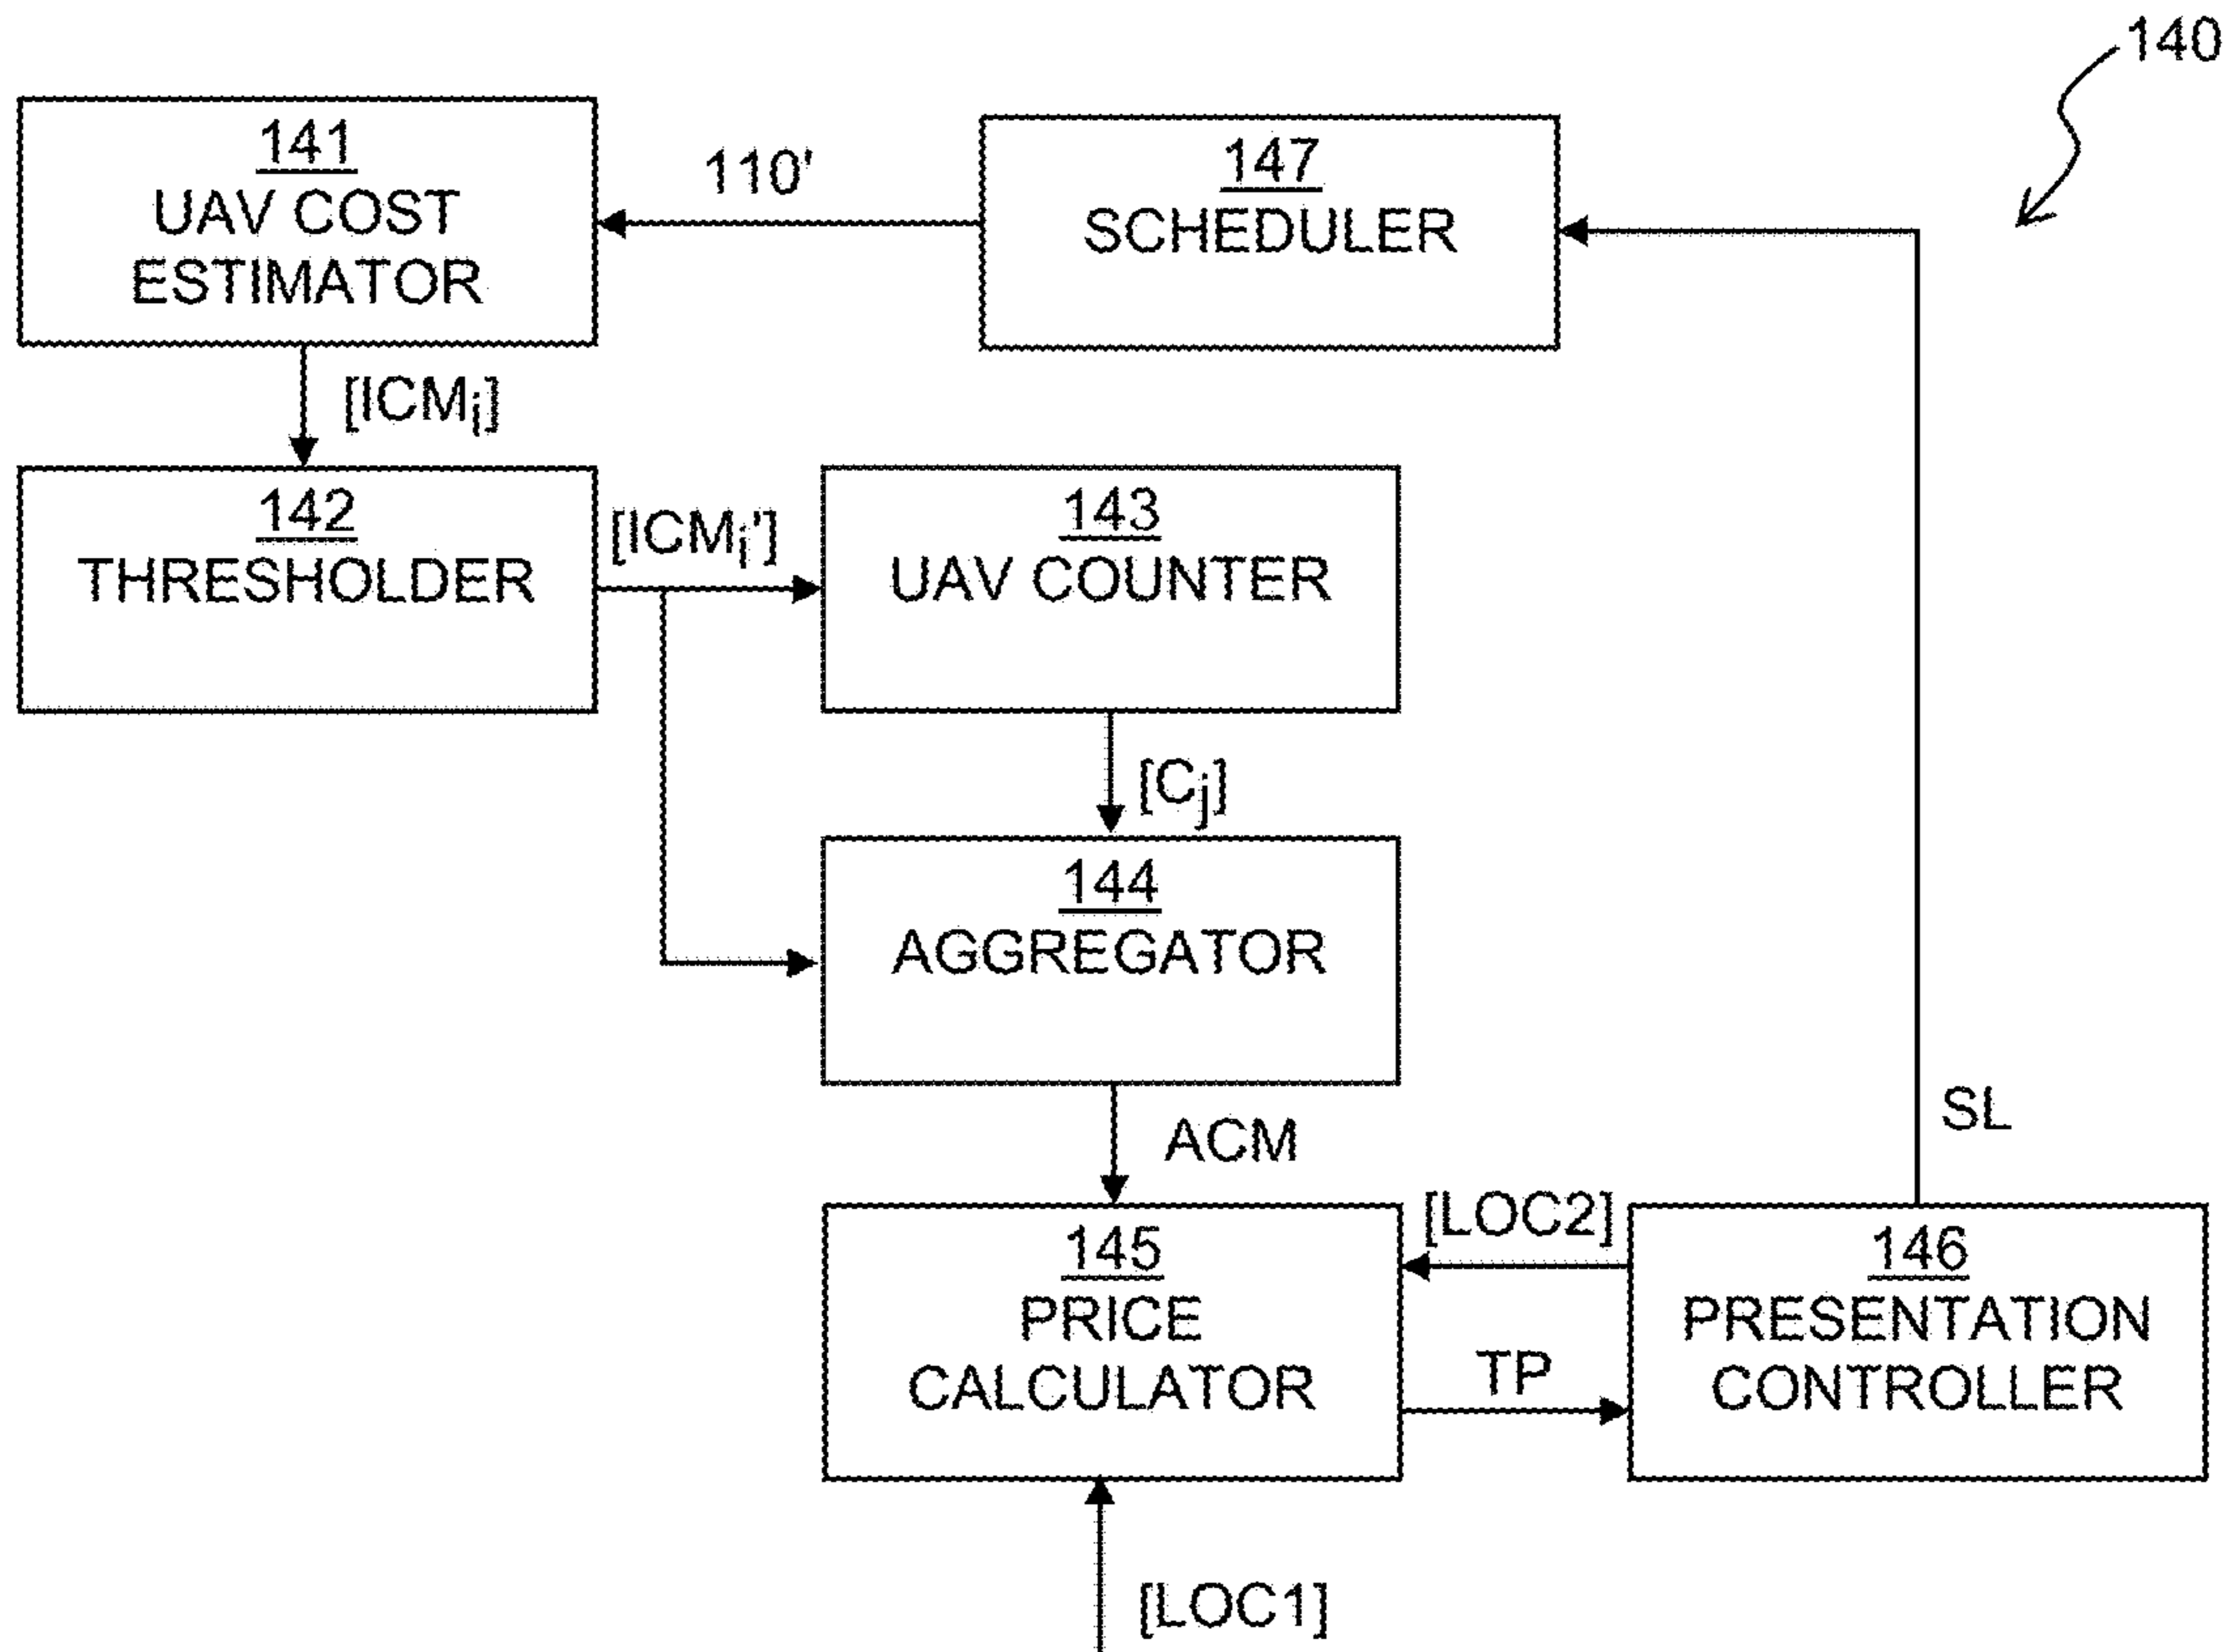 140
141
UAV COST
ESTIMATOR
110'
147
SCHEDULER
[ICMi]
142
THRESHOLDER
[ICMi']
143
UAV COUNTER
[Cj]
144
AGGREGATOR
ACM
SL
145
PRICE
CALCULATOR
[LOC2]
TP
146
PRESENTATION
CONTROLLER
[LOC1]